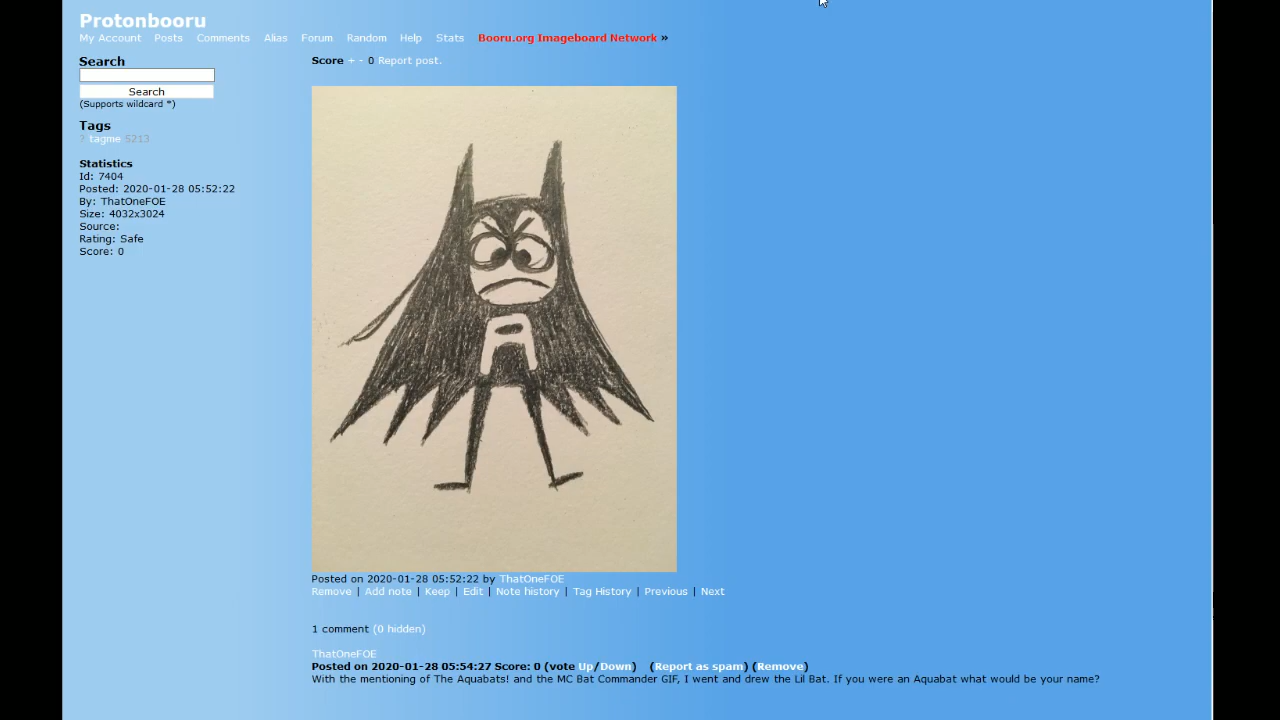 Protonbooru
My Account Posts Comments Alias Forum Random Help Stats Booru.org Imageboard Network »
Search
Search
(Supports wildcard *)
Tags
? tagme 5213
Statistics
Id: 7404
Posted: 2020-01-28 05:52:22
By: ThatOneFOE
Size: 4032x3024
Source:
Rating: Safe
Score: 0
Score + - 0 Report post.
A
Posted on 2020-01-28 05:52:22 by ThatOneFOE
Remove | Add note | Keep | Edit | Note history | Tag History | Previous | Next
1 comment (0 hidden)
ThatOneFOE
Posted on 2020-01-28 05:54:27 Score: 0 (vote Up/Down) (Report as spam) (Remove)
With the mentioning of The Aquabats! and the MC Bat Commander GIF, I went and drew the Lil Bat. If you were an Aquabat what would be your name?